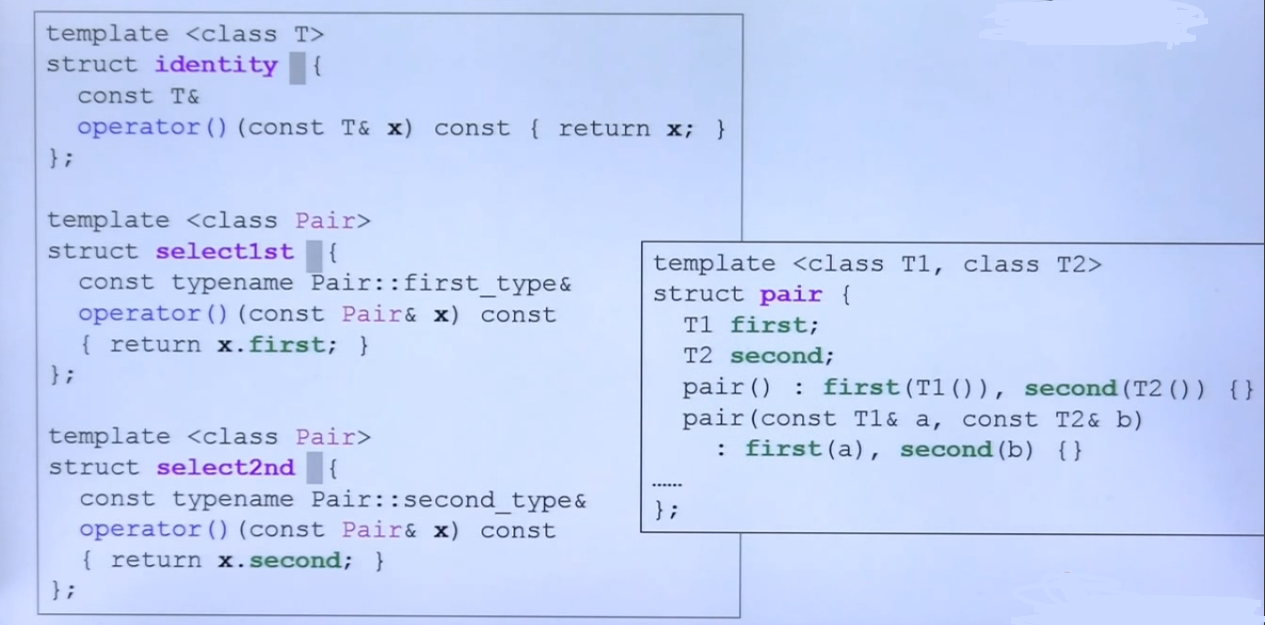 template <class T>
struct identity {
const T&
operator()(const T& x) const { return x; }
};
template <class Pair>
struct select1st {
const typename Pair::first_type&
operator()(const Pair& x) const
{ return x.first; }
};
template <class Pair>
struct select2nd {
const typename Pair::second_type&
operator()(const Pair& x) const
{ return x.second; }
};
template <class T1, class T2>
struct pair {
T1 first;
T2 second;
pair() : first(T1()), second(T2()) {}
pair(const T1& a, const T2& b)
: first(a), second(b) {}
……
};